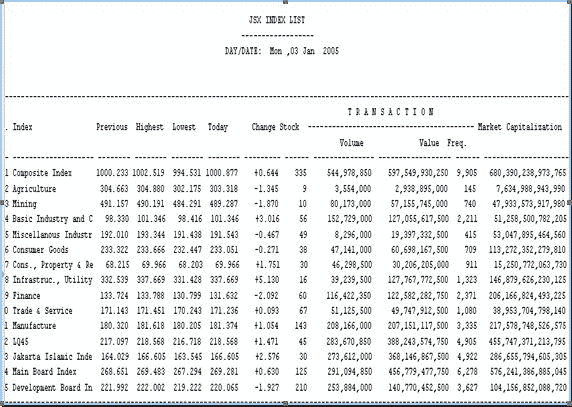 JSX INDEX LIST
------------------
DAY/DATE: Mon ,03 Jan 2005
T R A N S A C T I O N
. Index Previous Highest Lowest Today Change Stock Market Capitalization
Volume Value Freq.
1 Composite Index 1000.233 1002.519 994.531 1000.877 +0.644 335 544,978,850 597,549,930,250 9,905 680,390,238,973,765
2 Agriculture 304.663 304.880 302.175 303.318 -1.345 9 3,554,000 2,938,895,000 145 7,634,988,943,990
3 Mining 491.157 490.191 484.291 489.287 -1.870 10 80,173,000 57,155,745,000 740 47,933,573,917,980
4 Basic Industry and C 98.330 101.346 98.416 101.346 +3.016 56 152,729,000 127,055,617,500 2,211 51,258,500,782,205
5 Miscellanous Industr 192.010 193.344 191.438 191.543 -0.467 49 8,296,000 19,397,332,500 415 53,047,895,464,560
6 Consumer Goods 233.322 233.666 232.447 233.051 -0.271 38 47,141,000 60,698,167,500 709 113,272,352,279,810
7 Cons., Property & Re 68.215 69.966 68.203 69.966 +1.751 30 46,298,500 30,206,205,000 911 15,250,772,063,730
8 Infrastruc., Utility 332.539 337.669 331.428 337.669 +5.130 16 39,239,500 127,767,772,500 1,323 146,879,626,230,125
9 Finance 133.724 133.788 130.799 131.632 -2.092 60 116,422,350 122,582,282,750 2,371 206,166,824,493,225
0 Trade & Service 171.143 171.451 170.243 171.236 +0.093 67 51,125,500 49,747,912,500 1,080 38,953,704,798,140
1 Manufacture 180.320 181.618 180.205 181.374 +1.054 143 208,166,000 207,151,117,500 3,335 217,578,748,526,575
2 LQ45 217.097 218.568 216.718 218.568 +1.471 45 283,670,850 388,243,574,750 4,905 455,747,371,213,795
3 Jakarta Islamic Inde 164.029 166.605 163.545 166.605 +2.576 30 273,612,000 368,146,867,500 4,922 286,655,794,605,305
4 Main Board Index 268.651 269.483 267.294 269.281 +0.630 125 291,094,850 456,779,477,750 6,278 576,241,386,885,045
5 Development Board In 221.992 222.002 219.222 220.065 -1.927 210 253,884,000 140,770,452,500 3,627 104,156,852,088,720